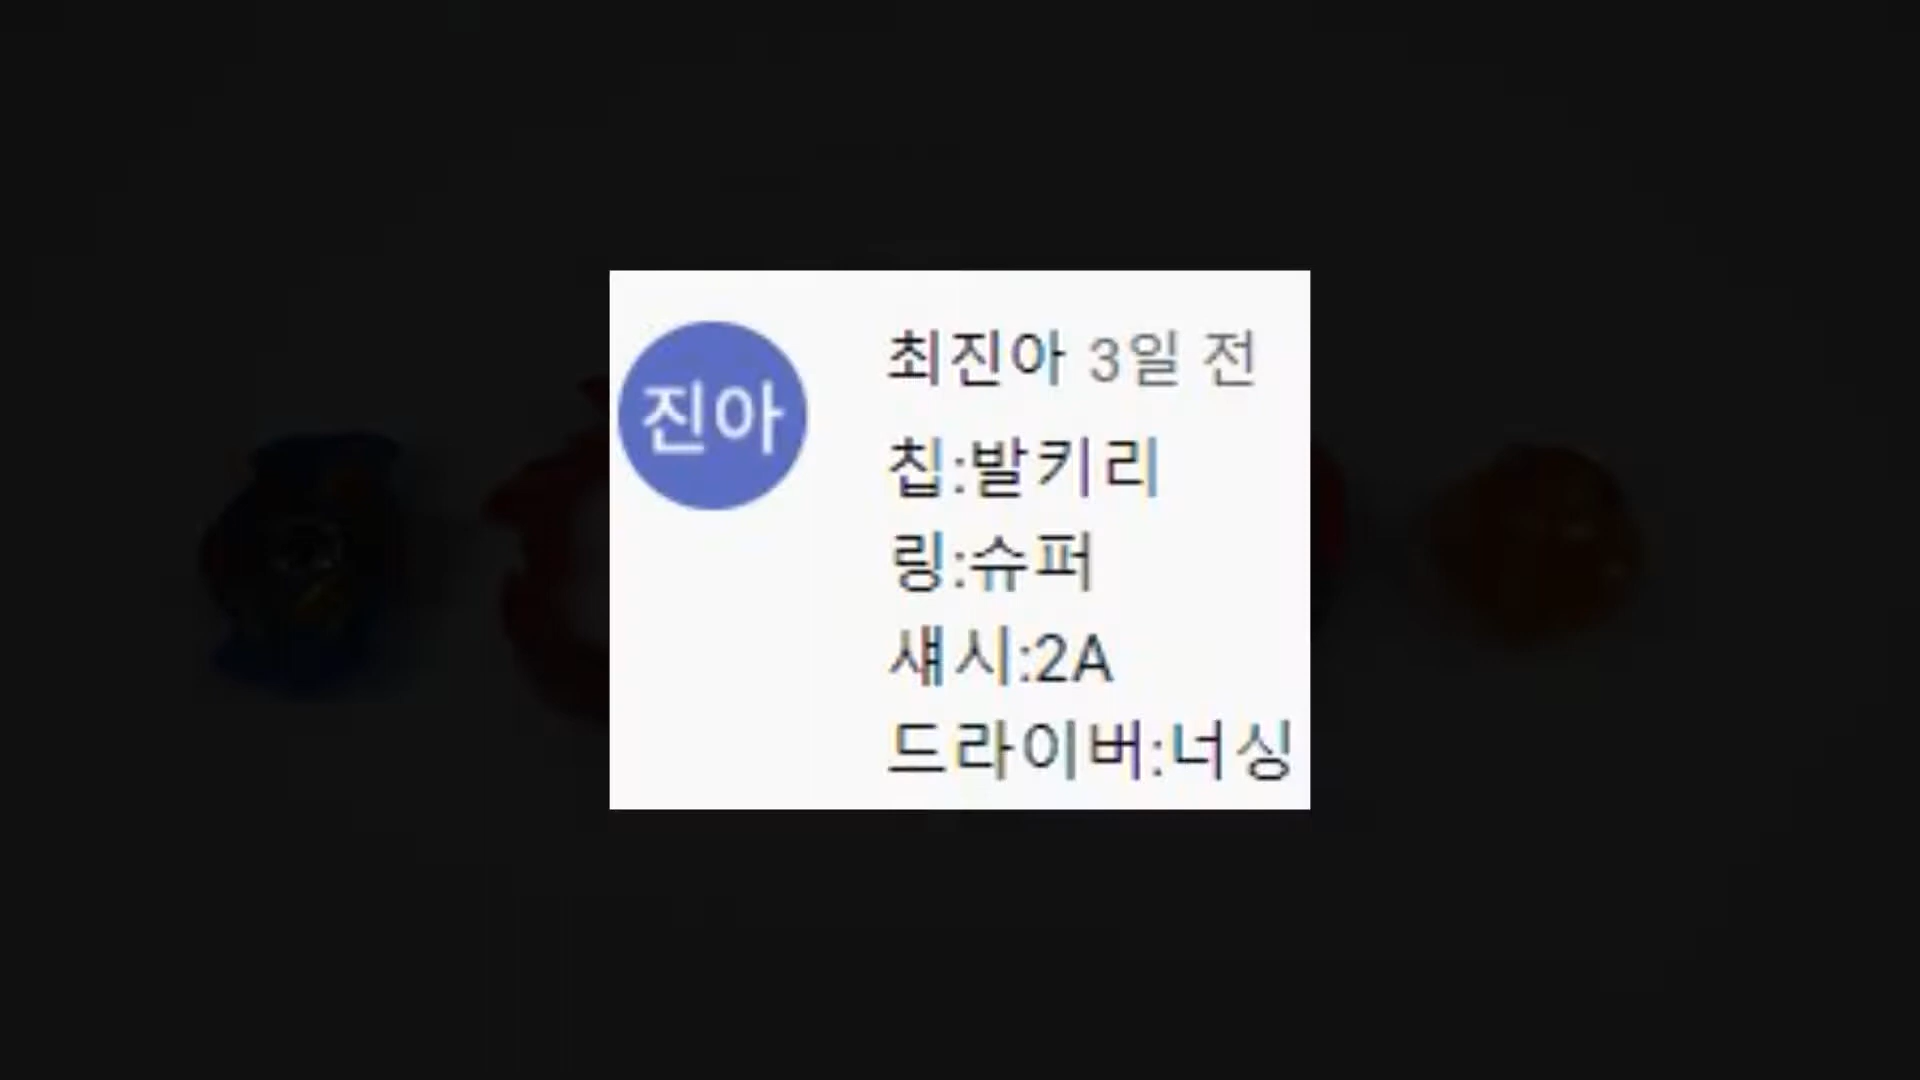 진아
최진아 3일 전
칩:발키리
링:슈퍼
섀시:2A
드라이버:너싱